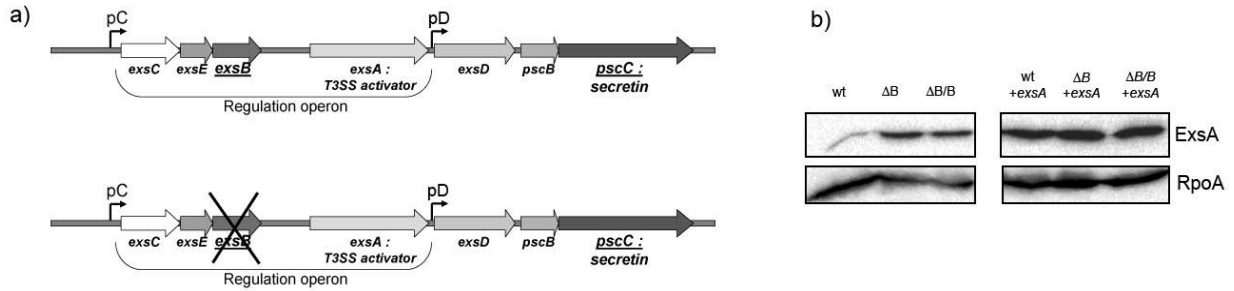 a)
pC
pD
exsC
exsE
exsB
exsA :
T3SS activator
exsD
pscB
pscC :
secretin
Regulation operon
pC
pD
exsC
exsE
exsB
exsA :
T3SS activator
exsD
pscB
pscC :
secretin
Regulation operon
b)
wt
ΔB
ΔB/B
wt
+exsA
ΔB
+exsA
ΔB/B
+exsA
ExsA
RpoA